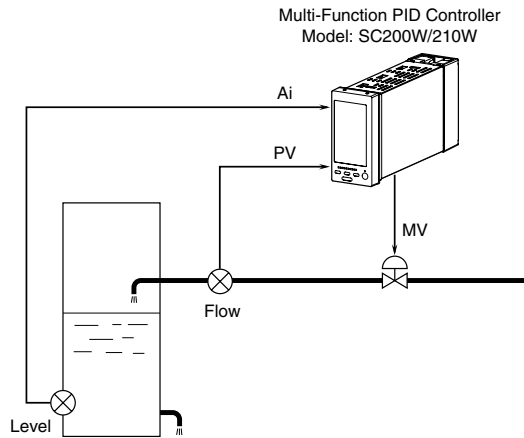 Multi-Function PID Controller
Model: SC200W/210W
Ai
PV
MV
Flow
Level